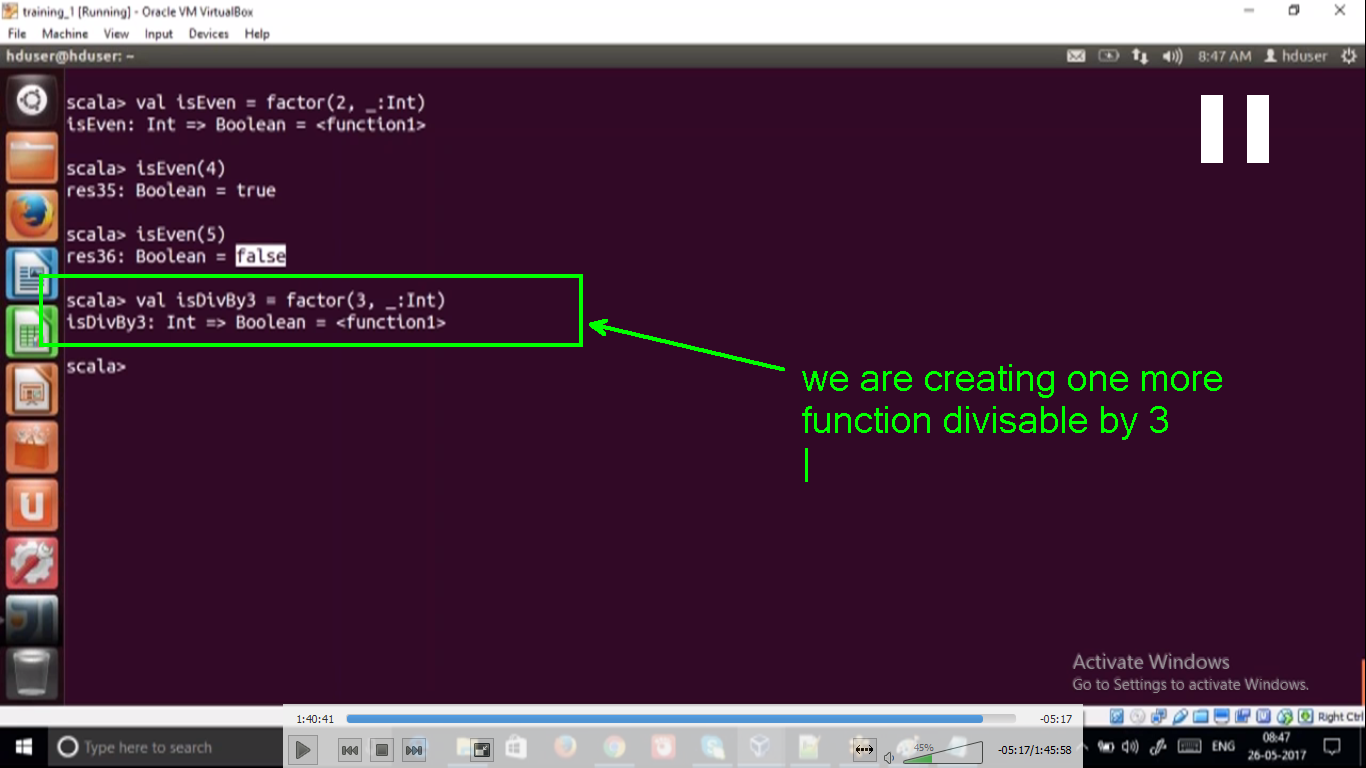 training_1 [Running] - Oracle VM VirtualBox
File Machine View Input Devices Help
hduser@hduser: ~ 8:47 AM hduser
scala> val isEven = factor(2, _:Int)
isEven: Int => Boolean = <function1>
scala> isEven(4)
res35: Boolean = true
scala> isEven(5)
res36: Boolean = false
scala> val isDivBy3 = factor(3, _:Int)
isDivBy3: Int => Boolean = <function1>
scala>
we are creating one more
function divisable by 3
Activate Windows
Go to Settings to activate Windows.
Right Ctrl
1:40:41 -05:17
Type here to search
45%
-05:17/1:45:58
ENG
08:47
26-05-2017